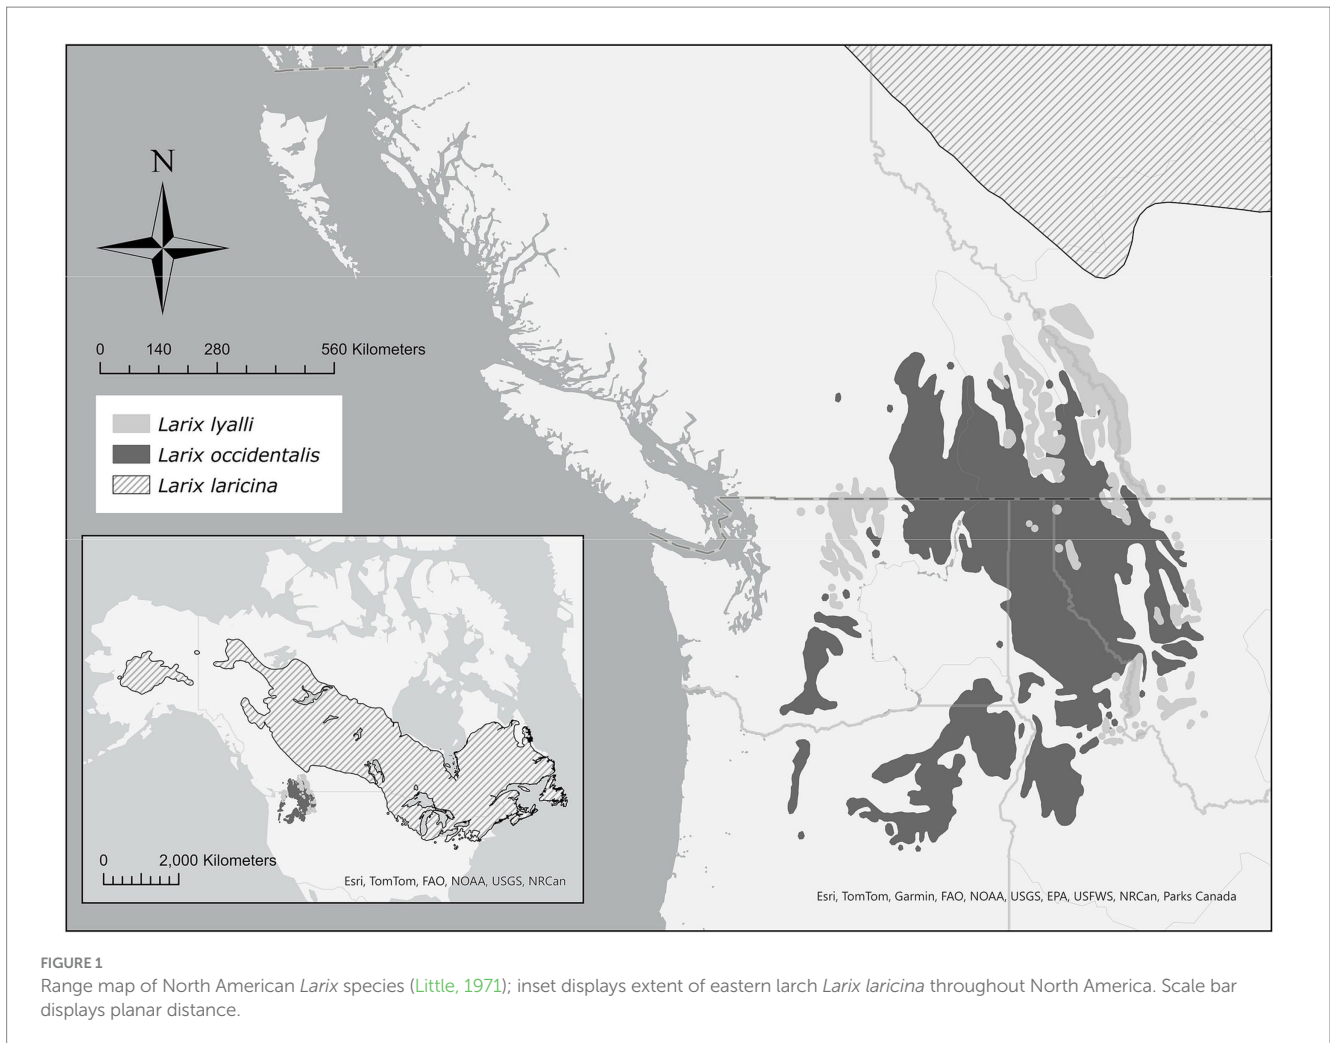 N
0 140 280 560 Kilometers
Larix lyalli
Larix occidentalis
Larix laricina
0 2,000 Kilometers
Esri, TomTom, FAO, NOAA, USGS, NRCan
Esri, TomTom, Garmin, FAO, NOAA, USGS, EPA, USFWS, NRCan, Parks Canada
FIGURE 1
Range map of North American Larix species (Little, 1971); inset displays extent of eastern larch Larix laricina throughout North America. Scale bar
displays planar distance.